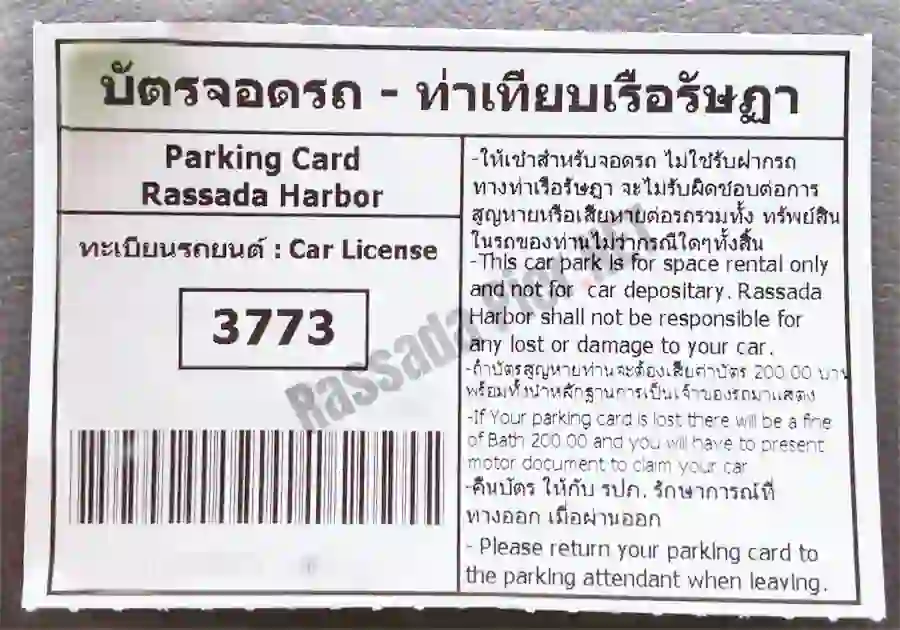 บัตรจอดรถ - ท่าเทียบเรือรัษฎา
Parking Card
Rassada Harbor
ทะเบียนรถยนต์ : Car License
3773
-ให้เช่าสำหรับจอดรถ ไม่ใช่รับฝากรถ
ทางท่าเรือรัษฎา จะไม่รับผิดชอบต่อการ
สูญหายหรือเสียหายต่อรถรวมทั้ง ทรัพย์สิน
ในรถของท่านไม่ว่ากรณีใดๆทั้งสิ้น
-This car park is for space rental only
and not for car depositary. Rassada
Harbor shall not be responsible for
any lost or damage to your car.
-ถ้าบัตรสูญหายท่านจะต้องเสียค่าบัตร 200.00 บาท
พร้อมทั้งนำหลักฐานการเป็นเจ้าของรถมาแสดง
-If Your parking card is lost there will be a fine
of Bath 200.00 and you will have to present
motor document to claim your car
-คืนบัตร ให้กับ รปภ. รักษาการณ์ที่
ทางออก เมื่อผ่านออก
- Please return your parking card to
the parking attendant when leaving.
Rassada